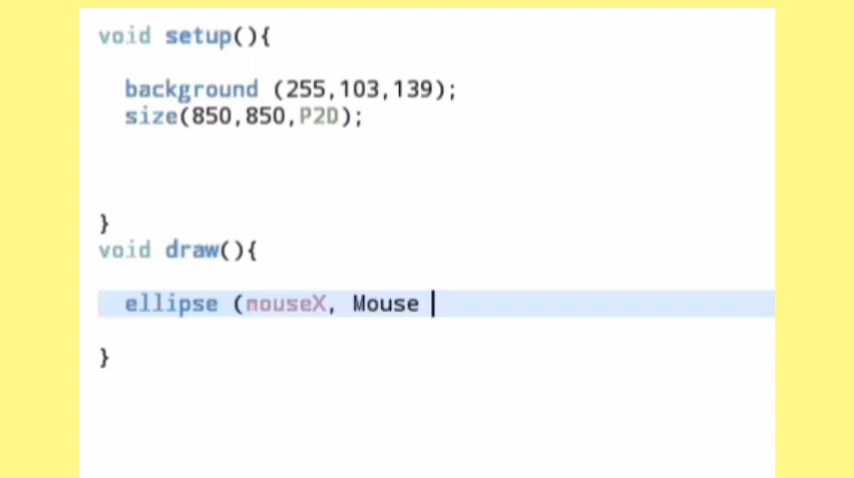 void setup(){
background (255,103,139);
size(850,850,P2D);
}
void draw(){
ellipse (mouseX, Mouse
}